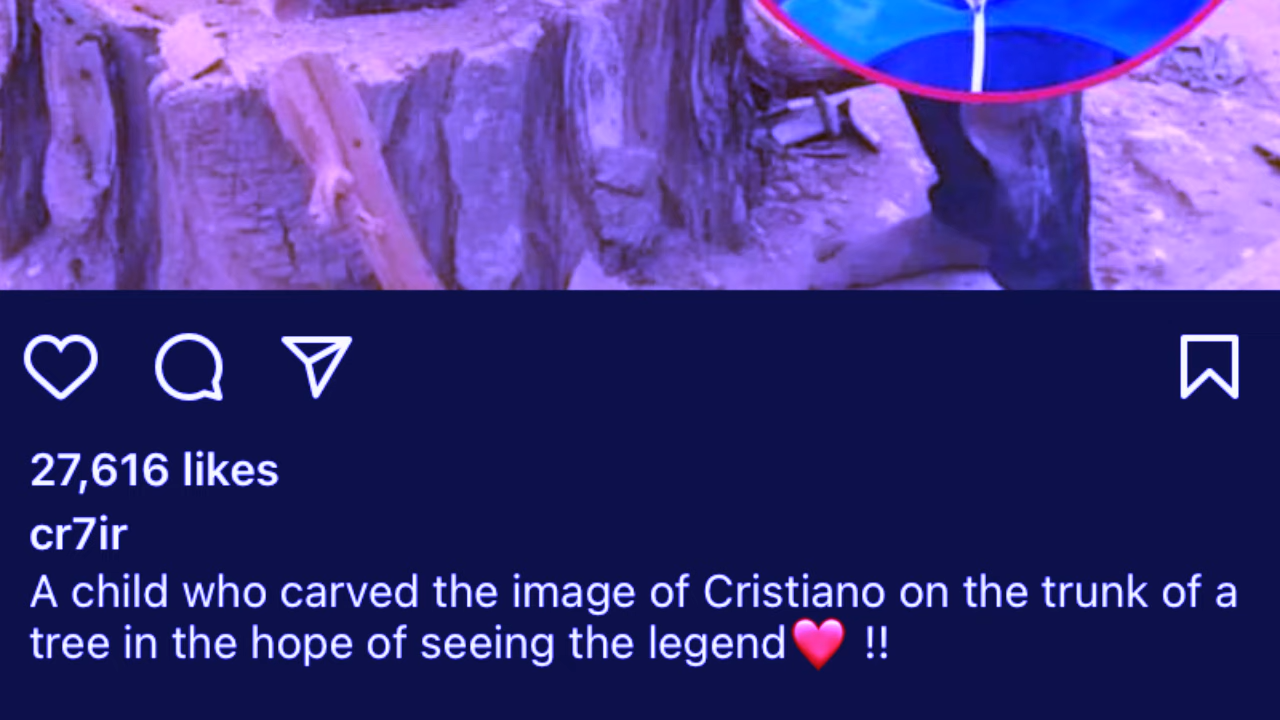 27,616 likes
cr7ir
A child who carved the image of Cristiano on the trunk of a
tree in the hope of seeing the legend❤️ !!